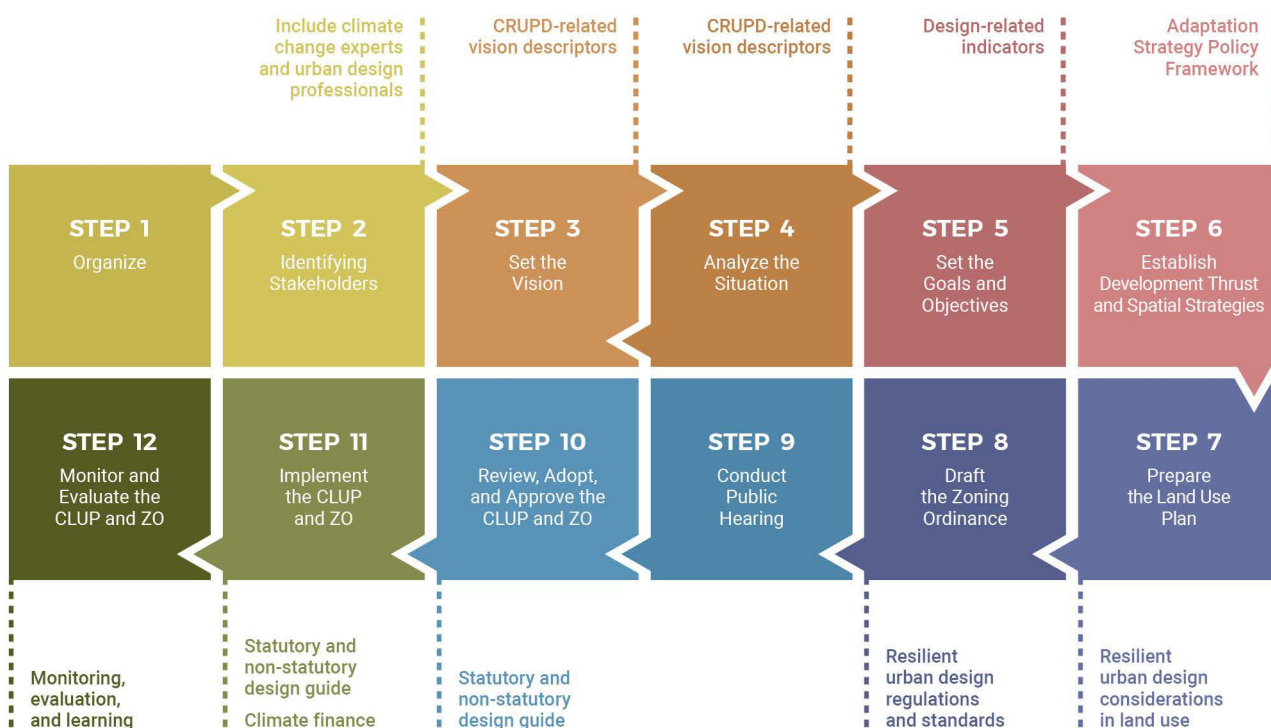 Include climate
change experts
and urban design
professionals
CRUPD-related
vision descriptors
CRUPD-related
vision descriptors
Design-related
indicators
Adaptation
Strategy Policy
Framework
STEP 1
Organize
STEP 2
Identifying
Stakeholders
STEP 3
Set the
Vision
STEP 4
Analyze the
Situation
STEP 5
Set the
Goals and
Objectives
STEP 6
Establish
Development Thrust
and Spatial Strategies
STEP 12
Monitor and
Evaluate the
CLUP and ZO
STEP 11
Implement
the CLUP
and ZO
STEP 10
Review, Adopt,
and Approve the
CLUP and ZO
STEP 9
Conduct
Public
Hearing
STEP 8
Draft
the Zoning
Ordinance
STEP 7
Prepare
the Land Use
Plan
Monitoring,
evaluation,
and learning
Statutory and
non-statutory
design guide
Climate finance
Statutory and
non-statutory
design guide
Resilient
urban design
regulations
and standards
Resilient
urban design
considerations
in land use